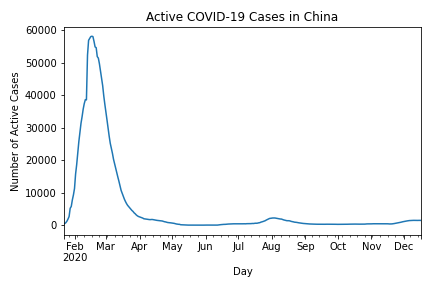 Active COVID-19 Cases in China
Number of Active Cases
60000
50000
40000
30000
20000
10000
0
Feb Mar Apr May Jun Jul Aug Sep Oct Nov Dec
2020
Day